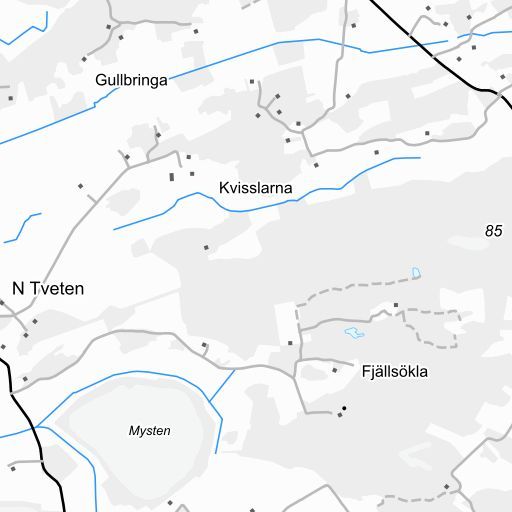 Gullbringa
Kvisslarna
85
N Tveten
Fjällsökla
Mysten